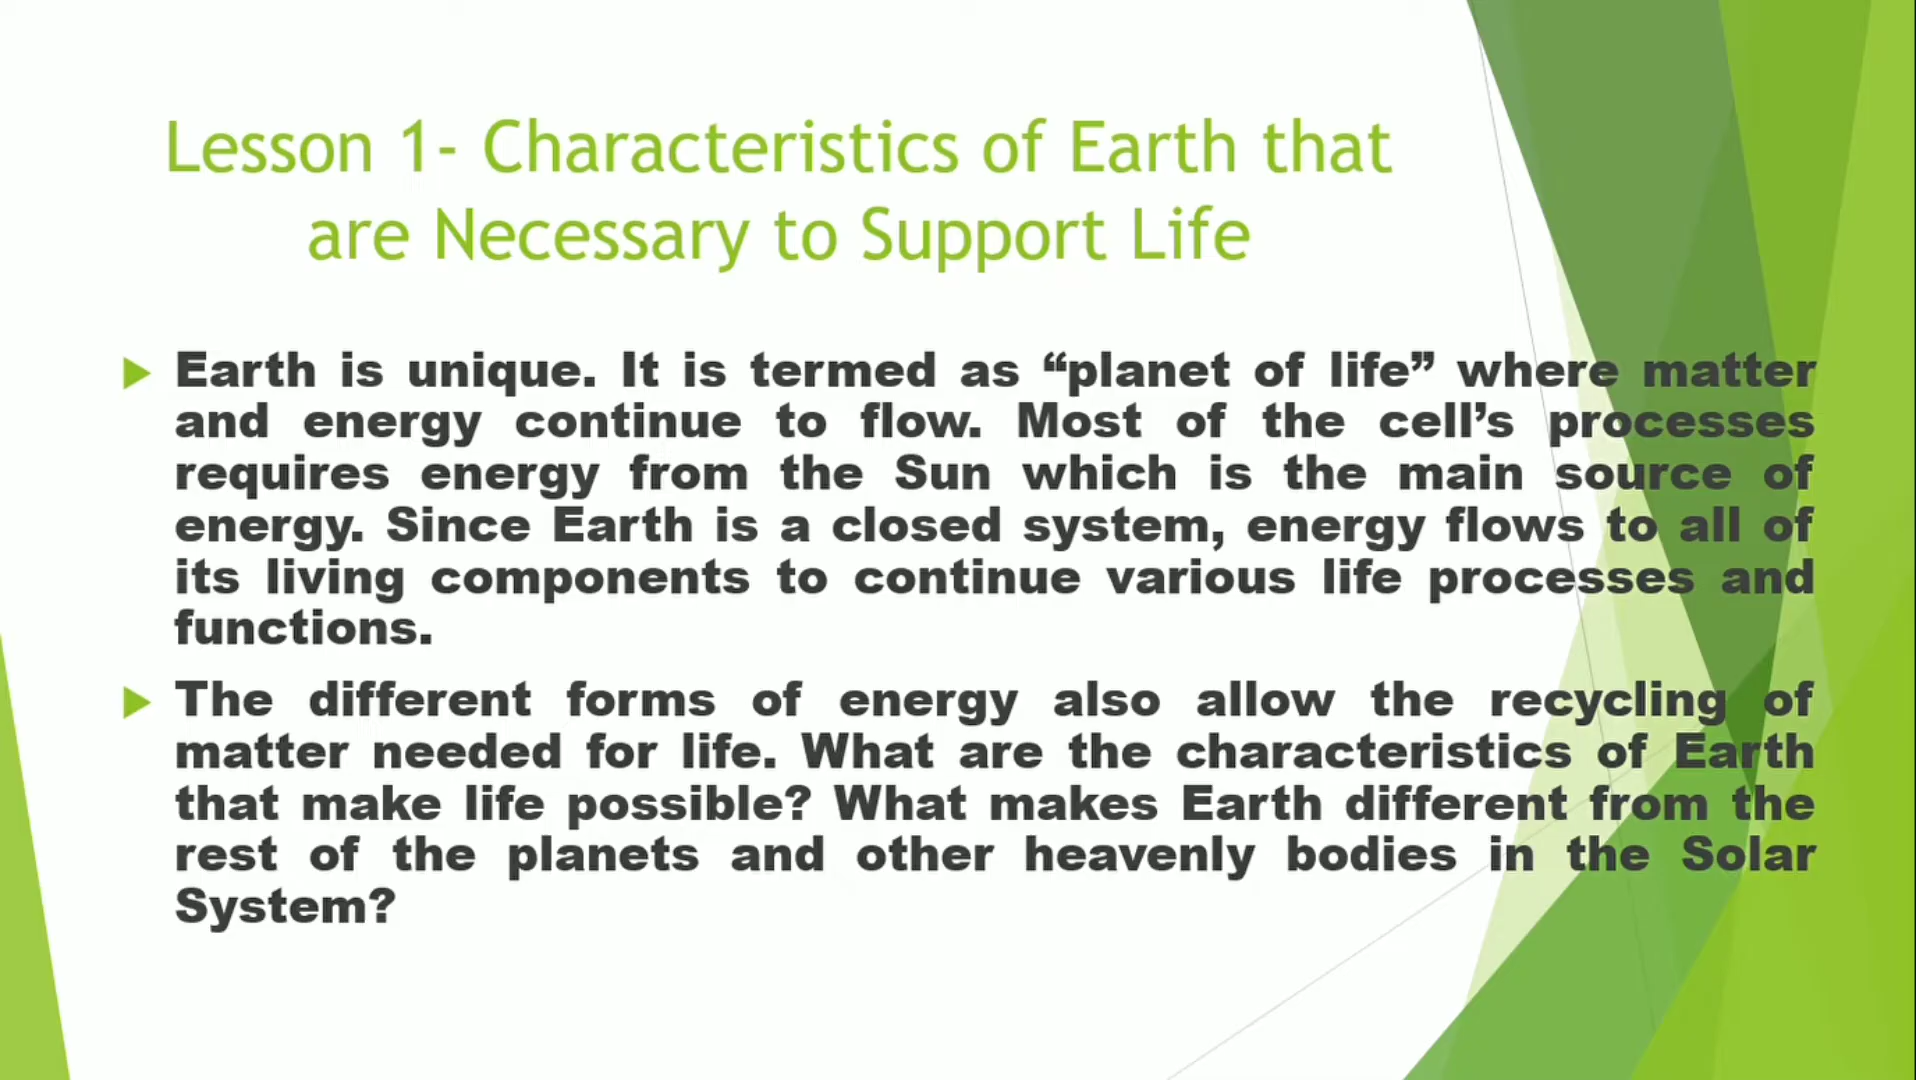 Lesson 1- Characteristics of Earth that
are Necessary to Support Life
Earth is unique. It is termed as “planet of life” where matter
and energy continue to flow. Most of the cell’s processes
requires energy from the Sun which is the main source of
energy. Since Earth is a closed system, energy flows to all of
its living components to continue various life processes and
functions.
The different forms of energy also allow the recycling of
matter needed for life. What are the characteristics of Earth
that make life possible? What makes Earth different from the
rest of the planets and other heavenly bodies in the Solar
System?